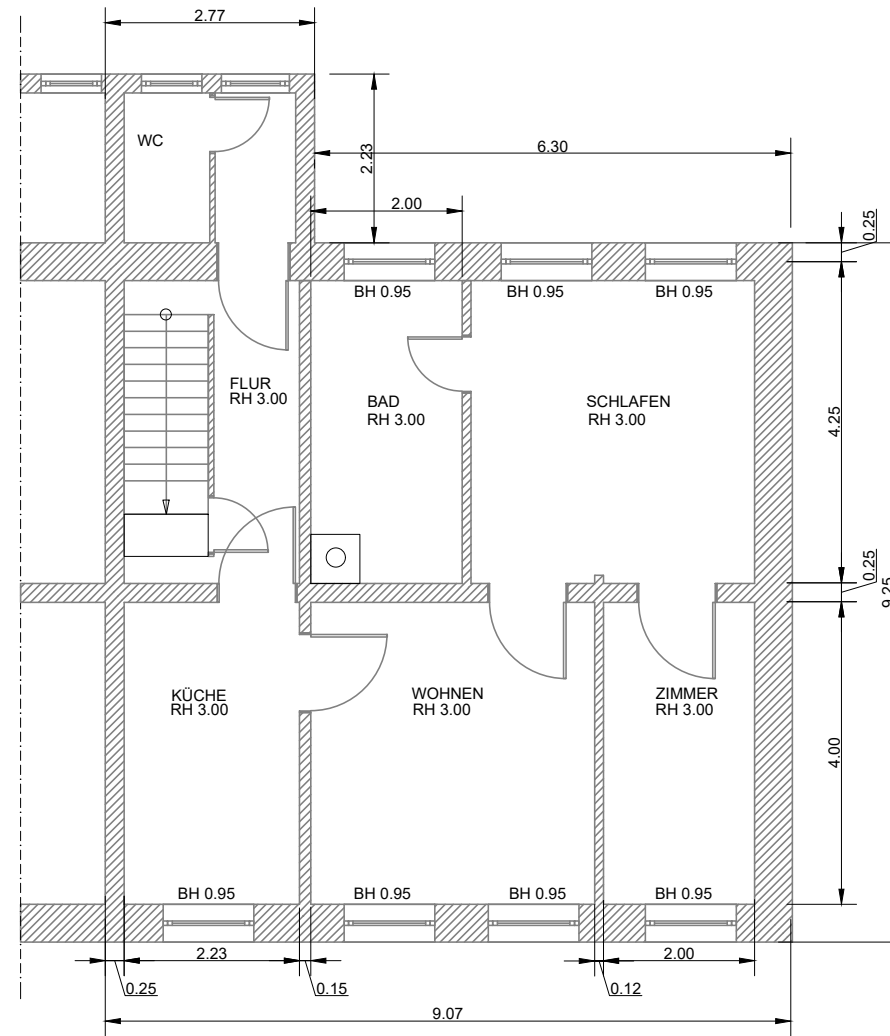 2.77
WC
2.23
6.30
2.00
0.25
BH 0.95
BH 0.95
BH 0.95
FLUR
RH 3.00
BAD
RH 3.00
SCHLAFEN
RH 3.00
4.25
0.25
9.25
KÜCHE
RH 3.00
WOHNEN
RH 3.00
ZIMMER
RH 3.00
4.00
BH 0.95
BH 0.95
BH 0.95
BH 0.95
2.23
2.00
0.25
0.15
0.12
9.07